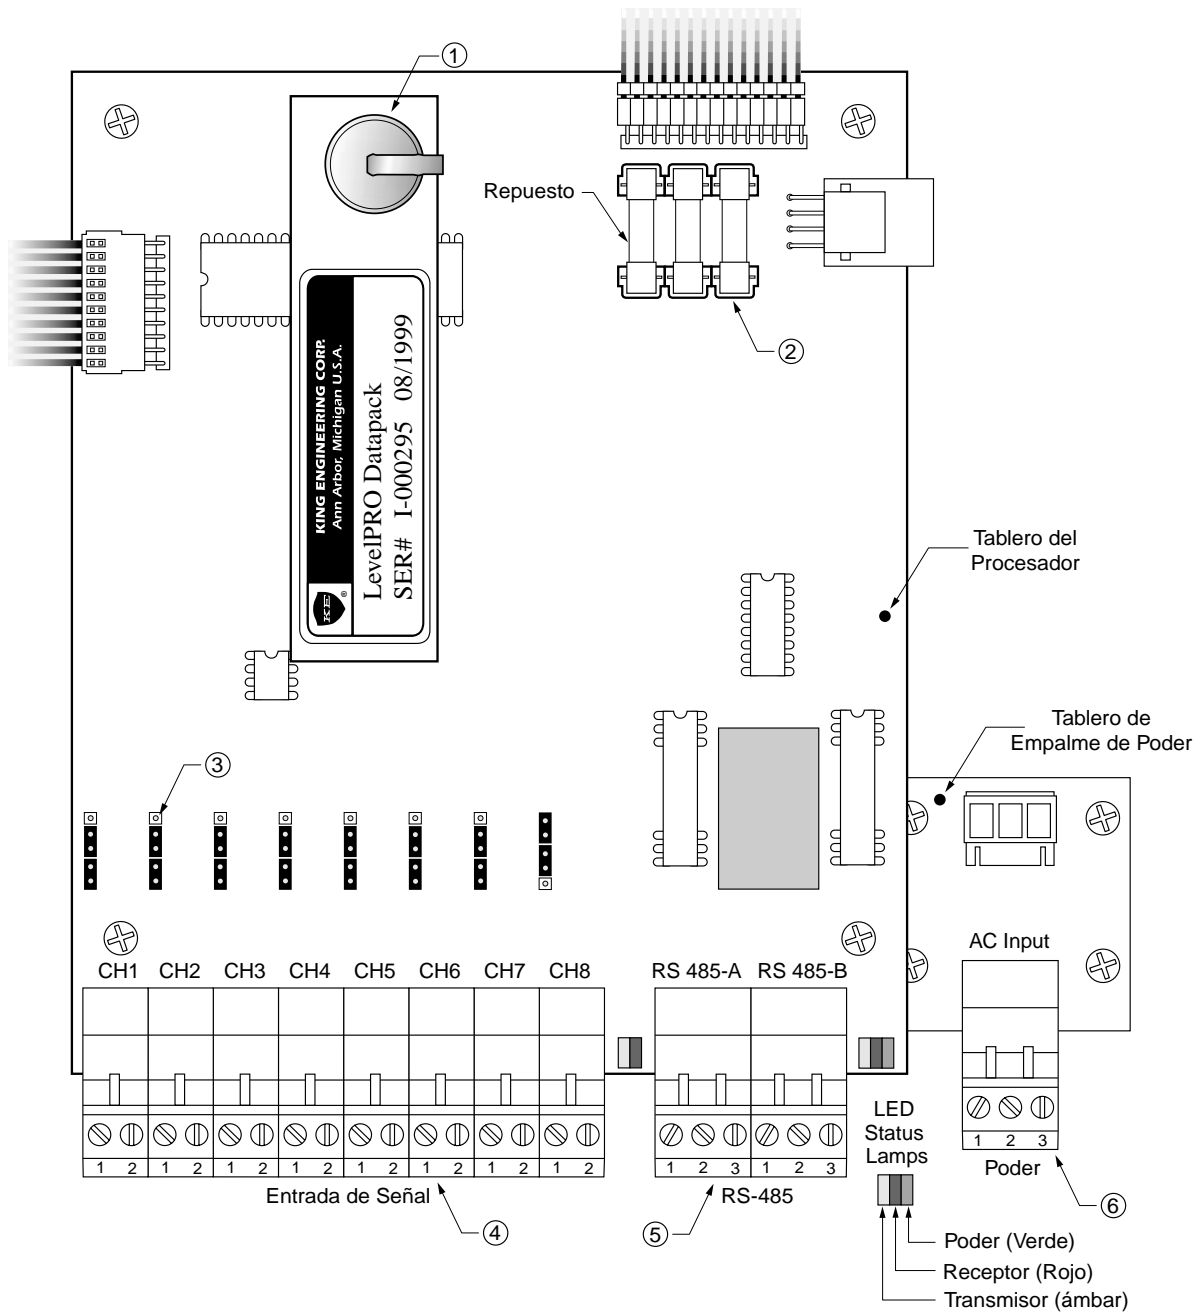 1
Repuesto
2
KING ENGINEERING CORP.
Ann Arbor, Michigan U.S.A.
LevelPRO Datapack
SER# I-000295 08/1999
KE
®
Tablero del
Procesador
Tablero de
Empalme de Poder
3
AC Input
CH1 CH2 CH3 CH4 CH5 CH6 CH7 CH8
RS 485-A RS 485-B
LED
Status
Lamps
1 2 1 2 1 2 1 2 1 2 1 2 1 2 1 2
1 2 3 1 2 3
1 2 3
Entrada de Señal
RS-485
Poder
4
5
6
Poder (Verde)
Receptor (Rojo)
Transmisor (ámbar)